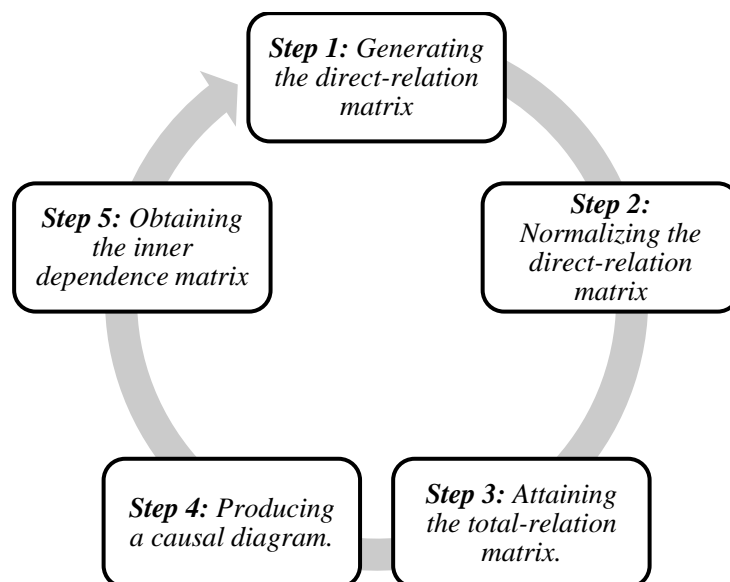 Step 1: Generating
the direct-relation
matrix
Step 2:
Normalizing the
direct-relation
matrix
Step 3: Attaining
the total-relation
matrix.
Step 4: Producing
a causal diagram.
Step 5: Obtaining
the inner
dependence matrix